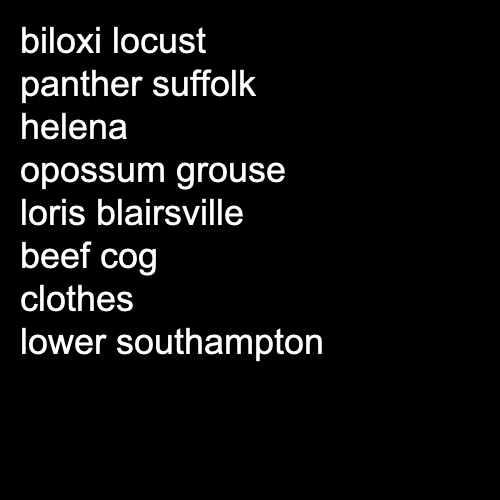 biloxi locust
panther suffolk
helena
opossum grouse
loris blairsville
beef cog
clothes
lower southampton